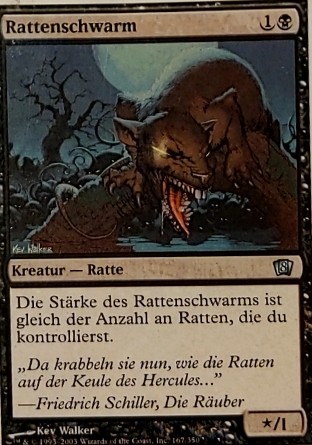 Rattenschwarm 1
KEV WALKER
Kreatur — Ratte
Die Stärke des Rattenschwarms ist
gleich der Anzahl an Ratten, die du
kontrollierst.
„Da krabbeln sie nun, wie die Ratten
auf der Keule des Hercules...”
—Friedrich Schiller, Die Räuber
Kev Walker
*/1
™ & © 1993-2003 Wizards of the Coast, Inc. 167/350